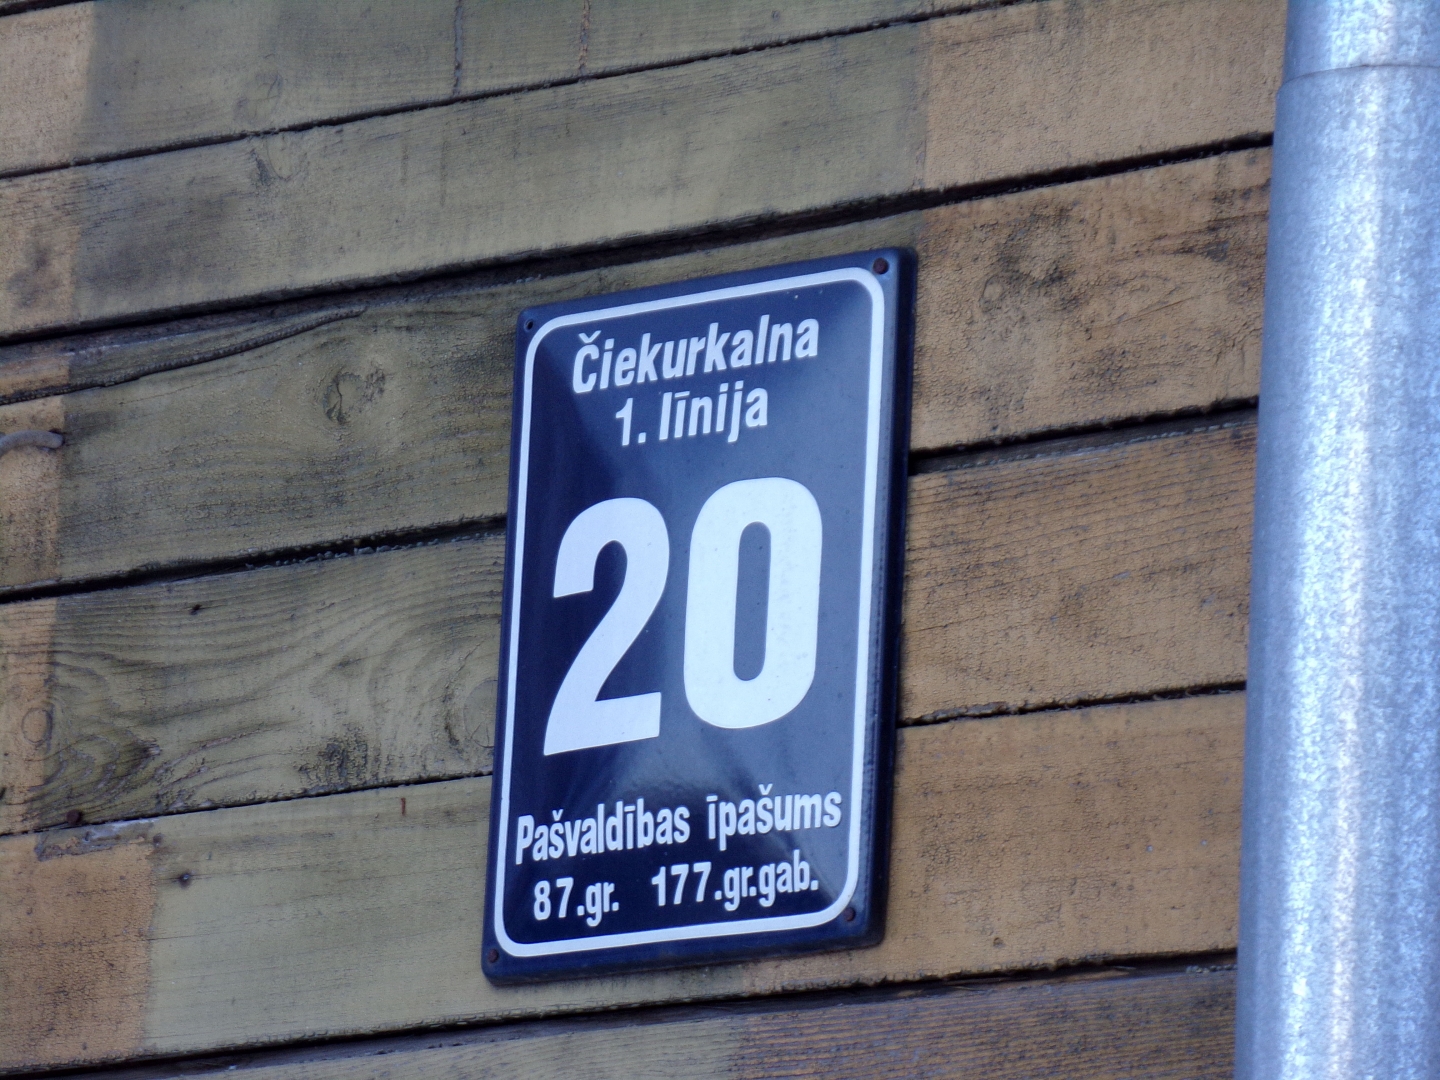 Čiekurkalna
1. līnija
20
Pašvaldības īpašums
87.gr. 177.gr.gab.